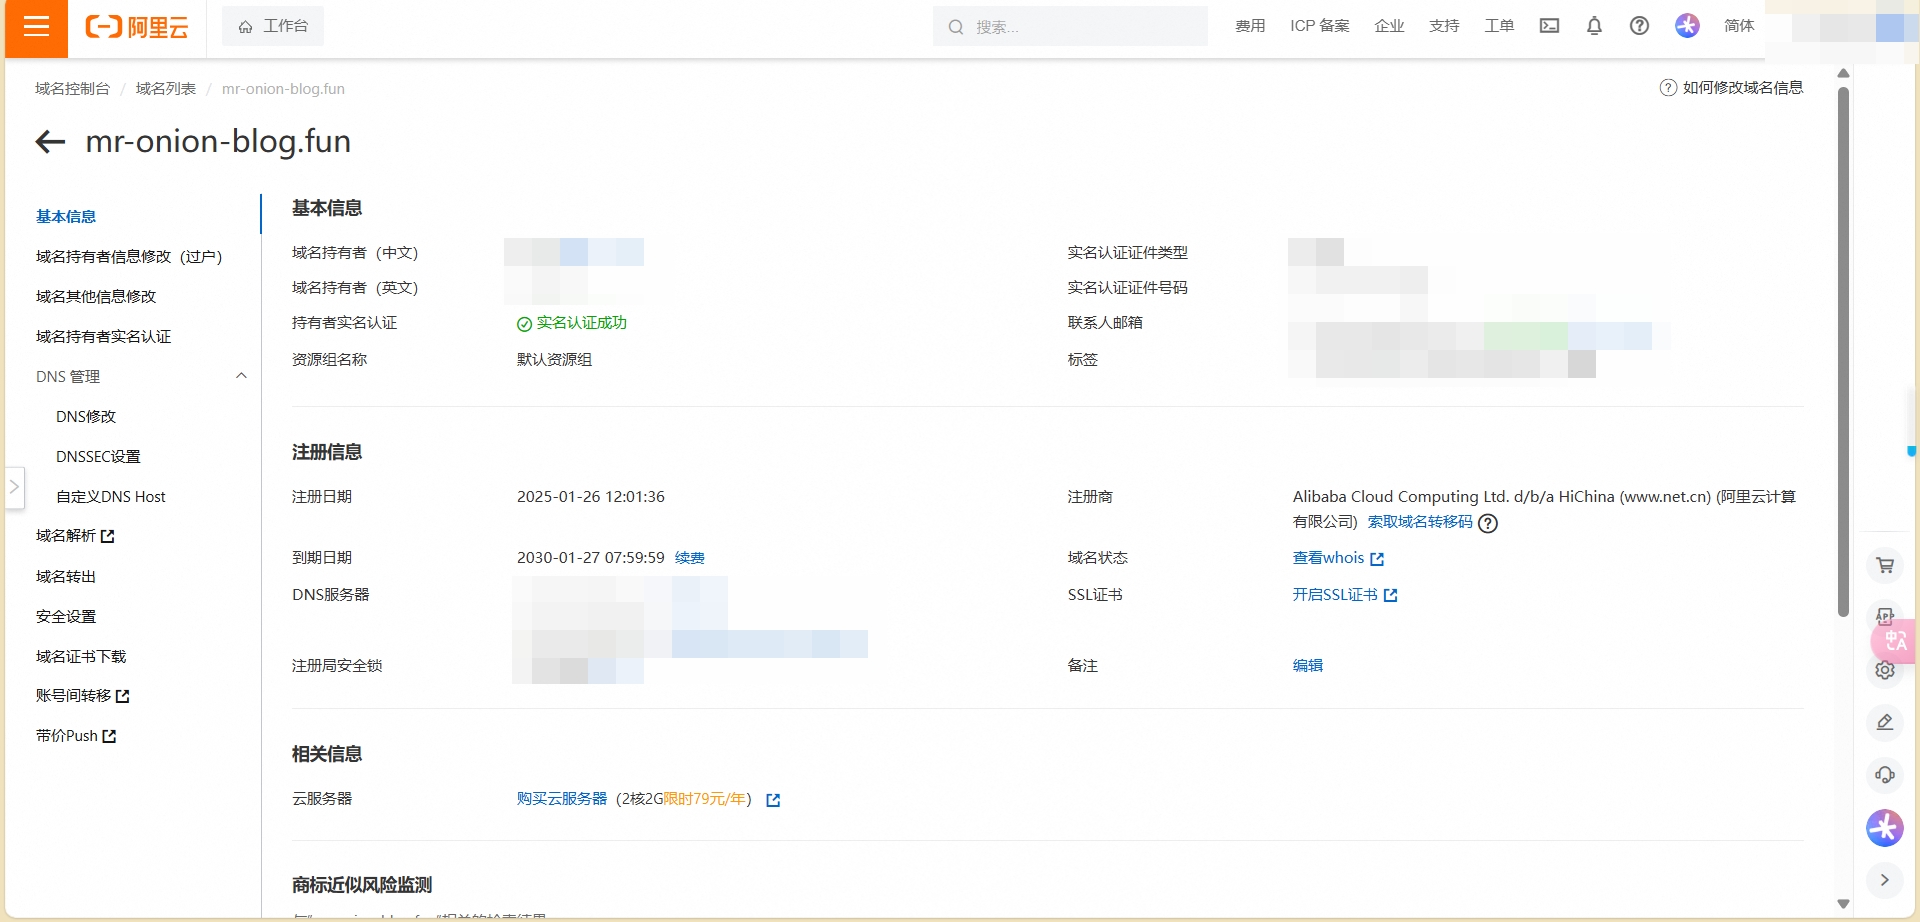 阿里云
工作台
搜索...
费用
ICP 备案
企业
支持
工单
简体
域名控制台 / 域名列表 / mr-onion-blog.fun
如何修改域名信息
mr-onion-blog.fun
基本信息
域名持有者信息修改（过户）
域名其他信息修改
域名持有者实名认证
DNS 管理
DNS修改
DNSSEC设置
自定义DNS Host
域名解析
域名转出
安全设置
域名证书下载
账号间转移
带价Push
基本信息
域名持有者（中文）
实名认证证件类型
域名持有者（英文）
实名认证证件号码
持有者实名认证 实名认证成功
联系人邮箱
资源组名称 默认资源组
标签
注册信息
注册日期 2025-01-26 12:01:36
注册商 Alibaba Cloud Computing Ltd. d/b/a HiChina (www.net.cn) (阿里云计算
有限公司) 索取域名转移码
到期日期 2030-01-27 07:59:59 续费
域名状态 查看whois
DNS服务器
SSL证书 开启SSL证书
注册局安全锁
备注 编辑
相关信息
云服务器 购买云服务器 (2核2G限时79元/年)
商标近似风险监测
APP
中A